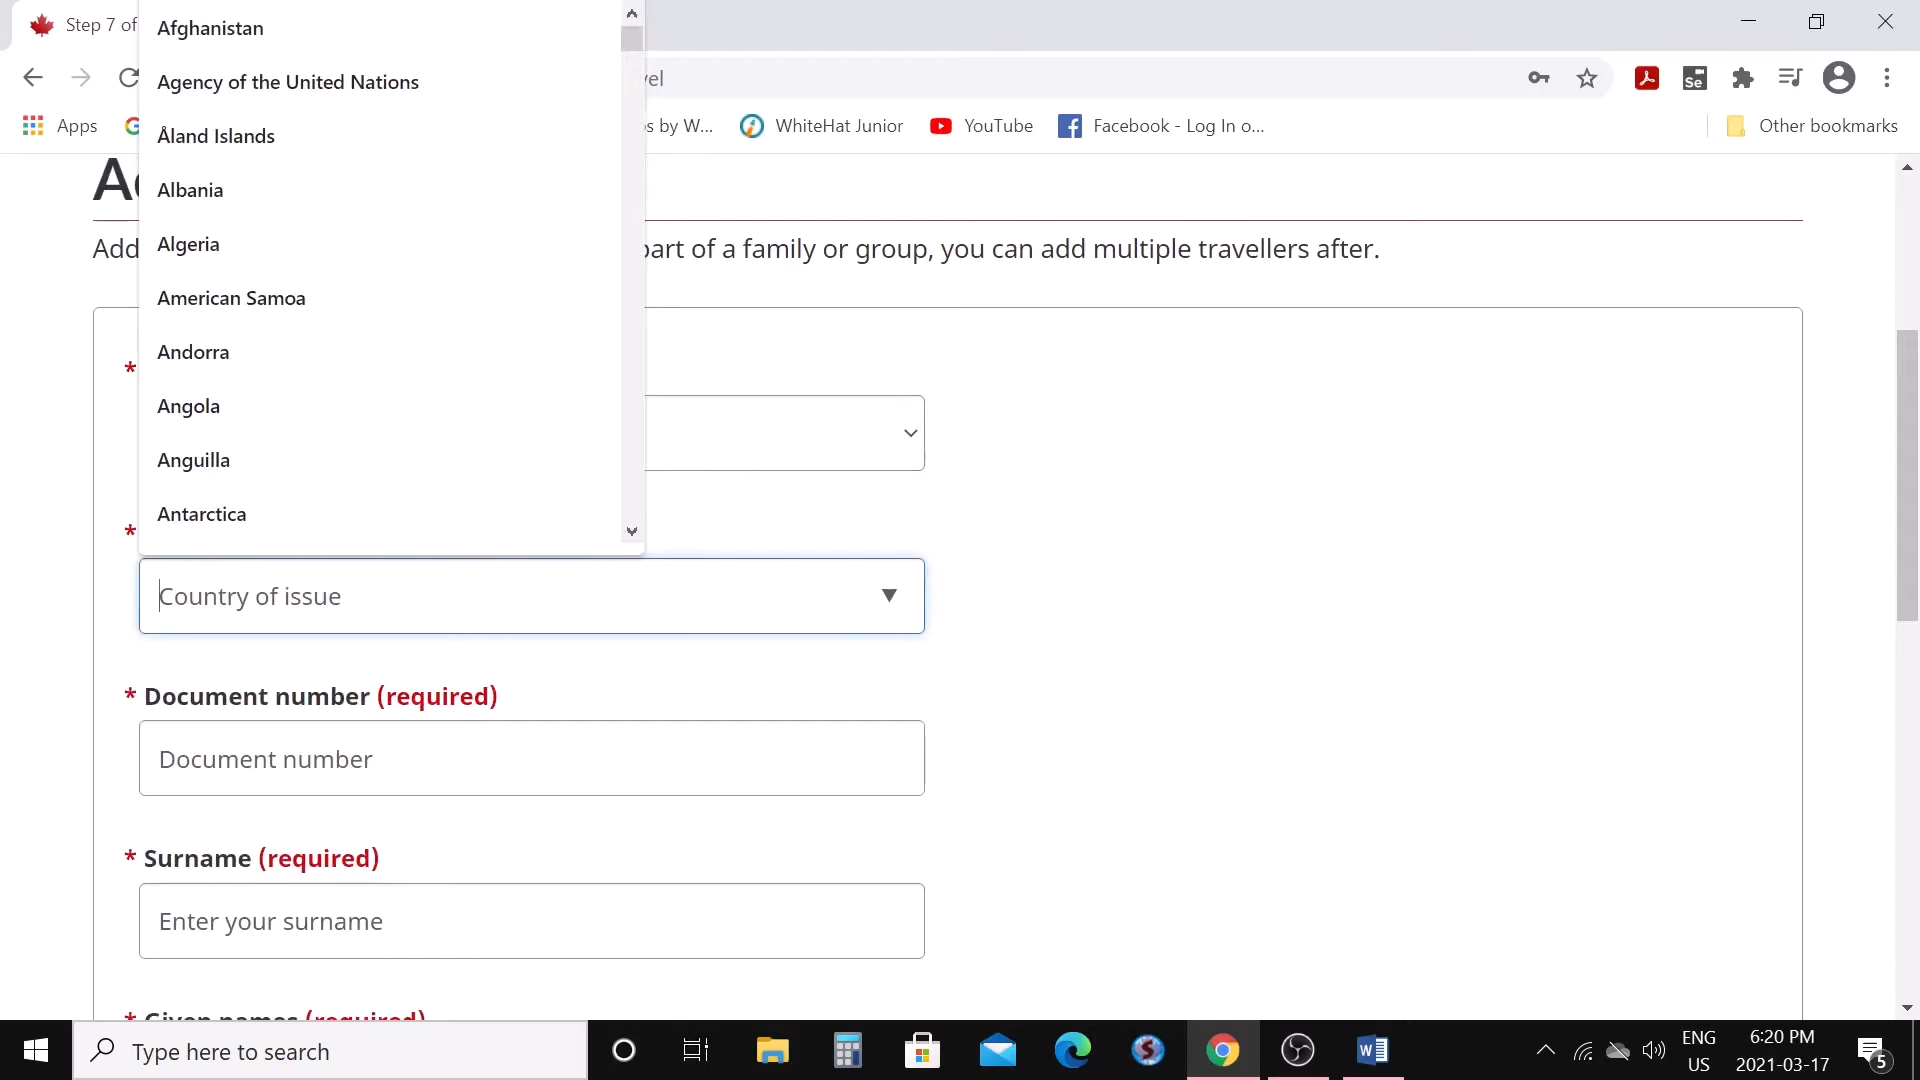 Step 7 of
vel
Apps
os by W...
WhiteHat Junior
YouTube
Facebook - Log In o...
Other bookmarks
Afghanistan
Agency of the United Nations
Åland Islands
Albania
Algeria
American Samoa
Andorra
Angola
Anguilla
Antarctica
Add
part of a family or group, you can add multiple travellers after.
*
*
Country of issue
* Document number (required)
Document number
* Surname (required)
Enter your surname
* Given names (required)
Type here to search
ENG
US
6:20 PM
2021-03-17
5